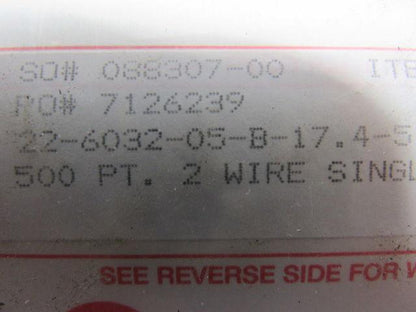 SO# 088307-00 ITE
PO# 7126239
22-6032-05-B-17.4-5
500 PT. 2 WIRE SINGL
SEE REVERSE SIDE FOR W